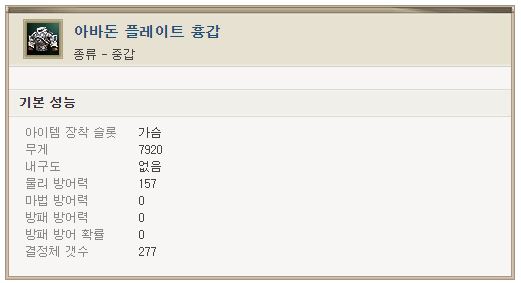 아바돈 플레이트 흉갑
종류 - 중갑
기본 성능
아이템 장착 슬롯 가슴
무게 7920
내구도 없음
물리 방어력 157
마법 방어력 0
방패 방어력 0
방패 방어 확률 0
결정체 갯수 277